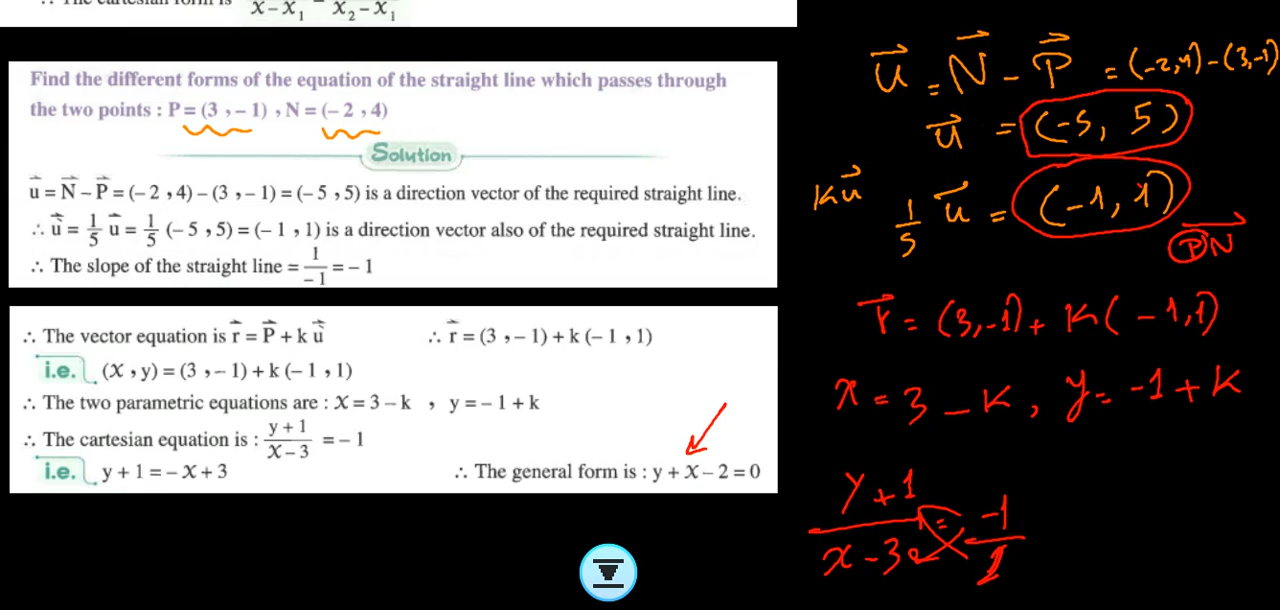 ∴ The cartesian form is
x − x₁ = x₂ − x₁
Find the different forms of the equation of the straight line which passes through
the two points : P = (3 , − 1) , N = (− 2 , 4)
Solution
u⃗ = N⃗ − P⃗ = (− 2 , 4) − (3 , − 1) = (− 5 , 5) is a direction vector of the required straight line.
∴ u⃗̀ = 1/5 u⃗ = 1/5 (− 5 , 5) = (− 1 , 1) is a direction vector also of the required straight line.
∴ The slope of the straight line = 1/−1 = − 1
∴ The vector equation is r⃗ = P⃗ + k u⃗̀ ∴ r⃗ = (3 , − 1) + k (− 1 , 1)
i.e. (X , y) = (3 , − 1) + k (− 1 , 1)
∴ The two parametric equations are : X = 3 − k , y = − 1 + k
∴ The cartesian equation is : (y + 1)/(X − 3) = − 1
i.e. y + 1 = − X + 3 ∴ The general form is : y + X − 2 = 0
u⃗ = N⃗ − P⃗ = (-2,4) - (3,-1)
u⃗ = (-5, 5)
Ku⃗
1/5 u⃗ = (-1, 1)
PN
r⃗ = (3,-1) + K(-1,1)
x = 3 - K, y = -1 + K
(y + 1)/(x - 3) = -1/1